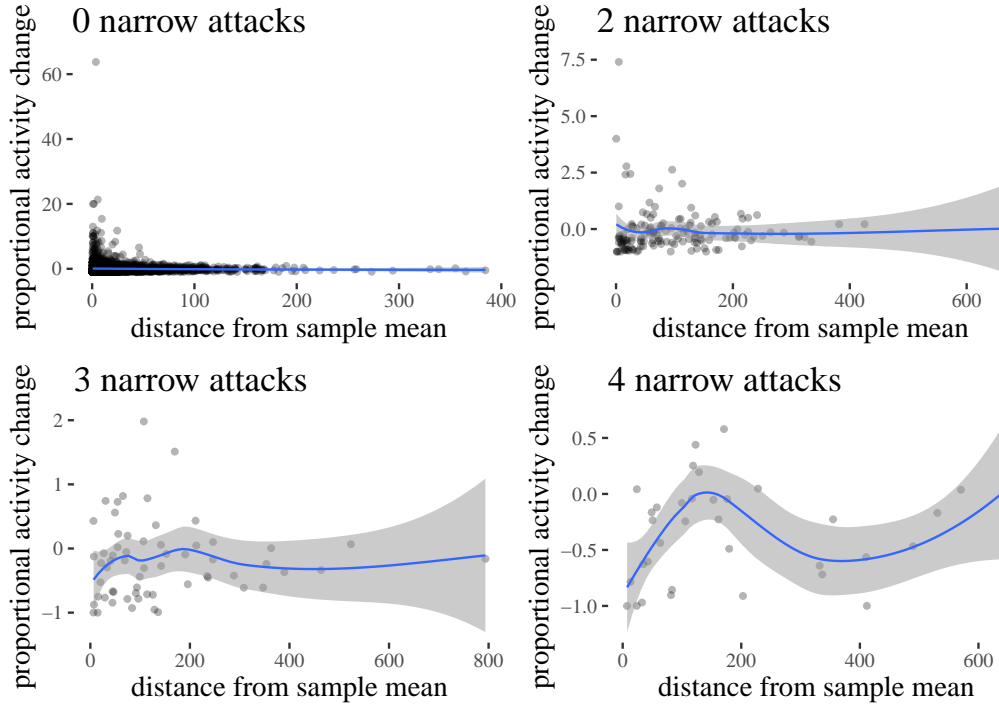 0 narrow attacks
proportional activity change
60
40
20
0
0
100
200
300
400
distance from sample mean
2 narrow attacks
proportional activity change
7.5
5.0
2.5
0.0
0
200
400
600
distance from sample mean
3 narrow attacks
proportional activity change
2
1
0
−1
0
200
400
600
800
distance from sample mean
4 narrow attacks
proportional activity change
0.5
0.0
−0.5
−1.0
0
200
400
600
distance from sample mean